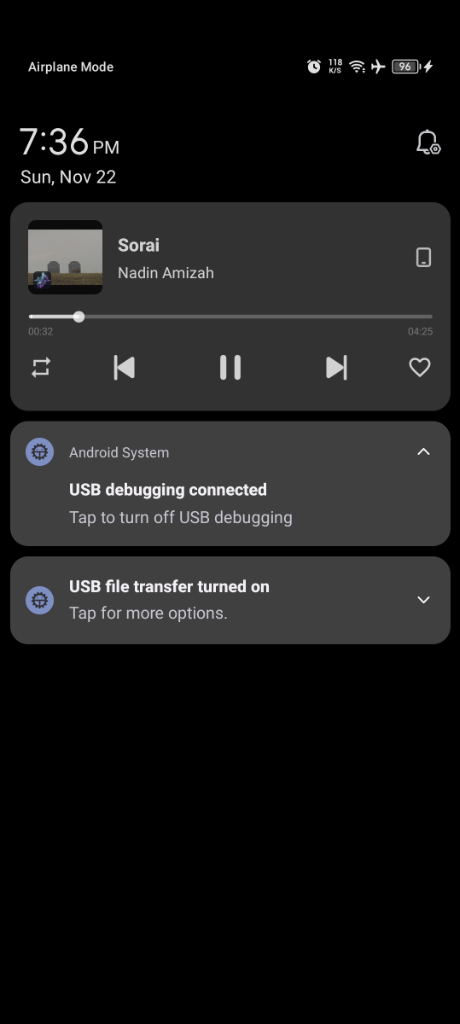 Airplane Mode
118
K/S
96
7:36 PM
Sun, Nov 22
Sorai
Nadin Amizah
00:32
04:25
Android System
USB debugging connected
Tap to turn off USB debugging
USB file transfer turned on
Tap for more options.